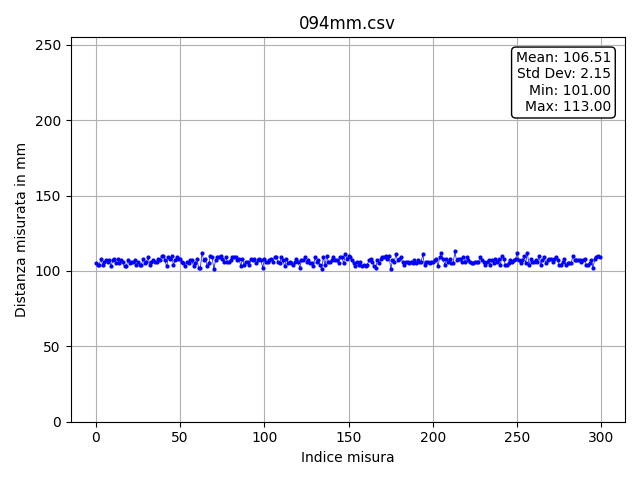 094mm.csv
Mean: 106.51
Std Dev: 2.15
Min: 101.00
Max: 113.00
Distanza misurata in mm
250
200
150
100
50
0
0 50 100 150 200 250 300
Indice misura